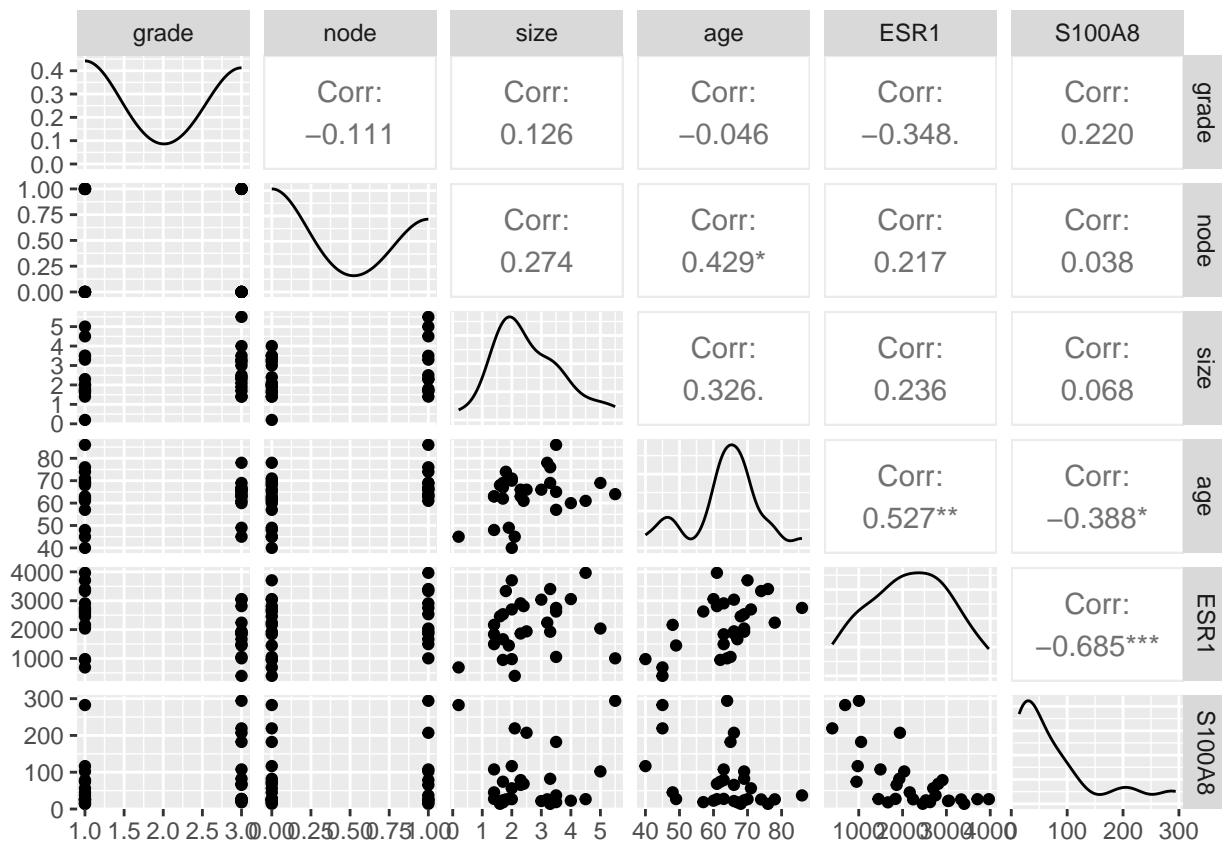 grade node size age ESR1 S100A8
0.4
0.3
0.2
0.1
0.0
Corr: Corr: Corr: Corr: Corr:
−0.111 0.126 −0.046 −0.348. 0.220
grade
1.00
0.75
0.50
0.25
0.00
Corr: Corr: Corr: Corr:
0.274 0.429* 0.217 0.038
node
5
4
3
2
1
0
Corr: Corr: Corr:
0.326. 0.236 0.068
size
80
70
60
50
40
Corr: Corr:
0.527** −0.388*
age
4000
3000
2000
1000
Corr:
−0.685***
ESR1
300
200
100
0
S100A8
1.0 1.5 2.0 2.5 3.0 0.00 0.25 0.50 0.75 1.00 0 1 2 3 4 5 40 50 60 70 80 1000 2000 3000 4000 0 100 200 300